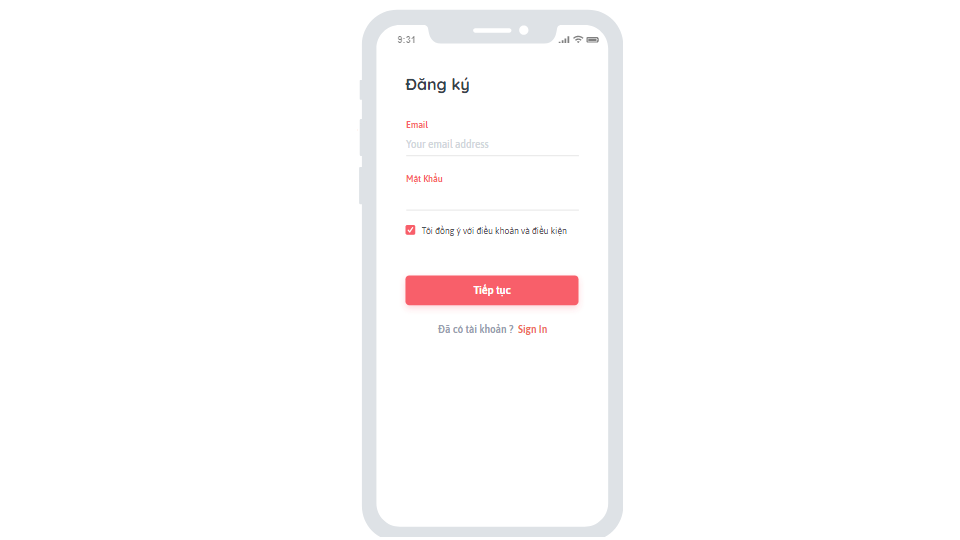 9:31
Đăng ký
Email
Your email address
Mật Khẩu
Tôi đồng ý với điều khoản và điều kiện
Tiếp tục
Đã có tài khoản ? Sign In